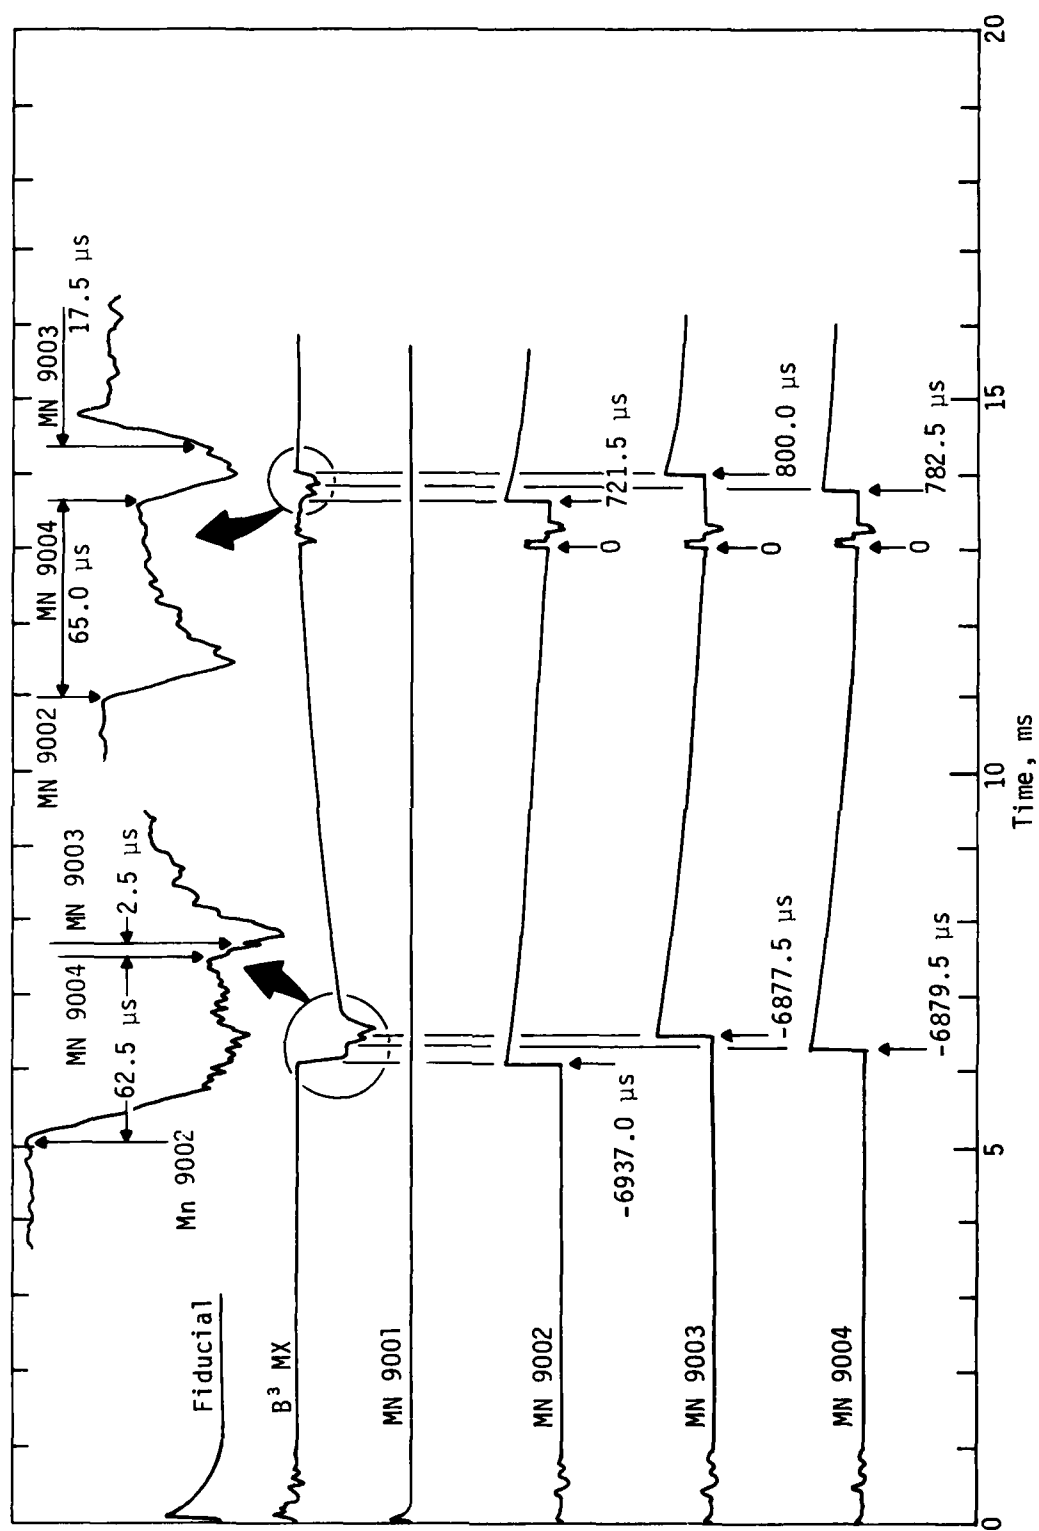 MN 9002
MN 9004
MN 9003
65.0 µs
17.5 µs
MN 9004
MN 9003
62.5 µs
2.5 µs
Mn 9002
Fiducial
B³ MX
MN 9001
MN 9002
-6937.0 µs
0
721.5 µs
MN 9003
-6877.5 µs
0
800.0 µs
MN 9004
-6879.5 µs
0
782.5 µs
0
5
10
15
20
Time, ms